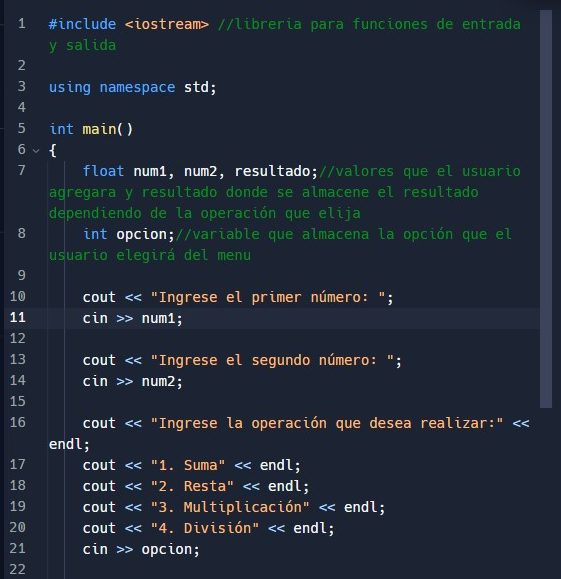 1 #include <iostream> //libreria para funciones de entrada
y salida
2
3 using namespace std;
4
5 int main()
6 {
7 float num1, num2, resultado;//valores que el usuario
agregara y resultado donde se almacene el resultado
dependiendo de la operación que elija
8 int opcion;//variable que almacena la opción que el
usuario elegirá del menu
9
10 cout << "Ingrese el primer número: ";
11 cin >> num1;
12
13 cout << "Ingrese el segundo número: ";
14 cin >> num2;
15
16 cout << "Ingrese la operación que desea realizar:" <<
endl;
17 cout << "1. Suma" << endl;
18 cout << "2. Resta" << endl;
19 cout << "3. Multiplicación" << endl;
20 cout << "4. División" << endl;
21 cin >> opcion;
22